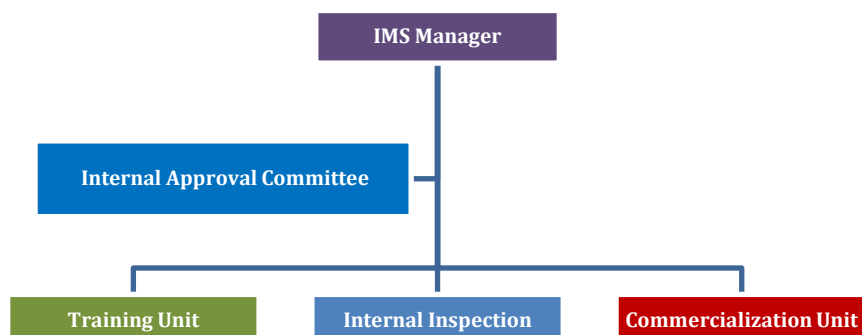 IMS Manager
Internal Approval Committee
Training Unit
Internal Inspection
Commercialization Unit